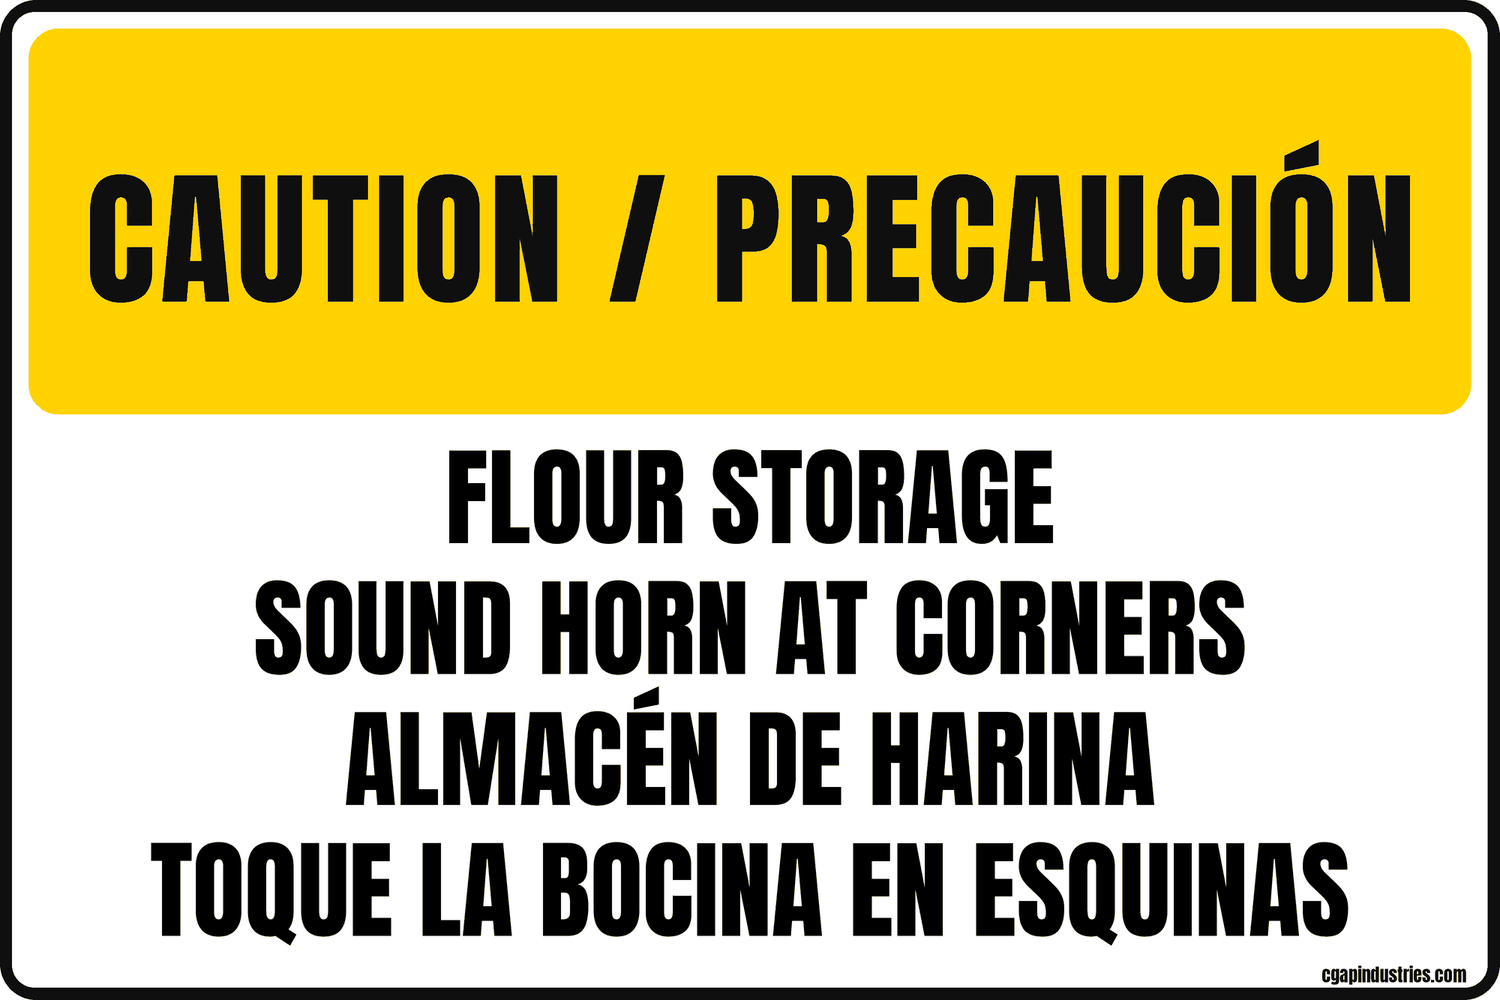 CAUTION / PRECAUCIÓN
FLOUR STORAGE
SOUND HORN AT CORNERS
ALMACÉN DE HARINA
TOQUE LA BOCINA EN ESQUINAS
cgapindustries.com